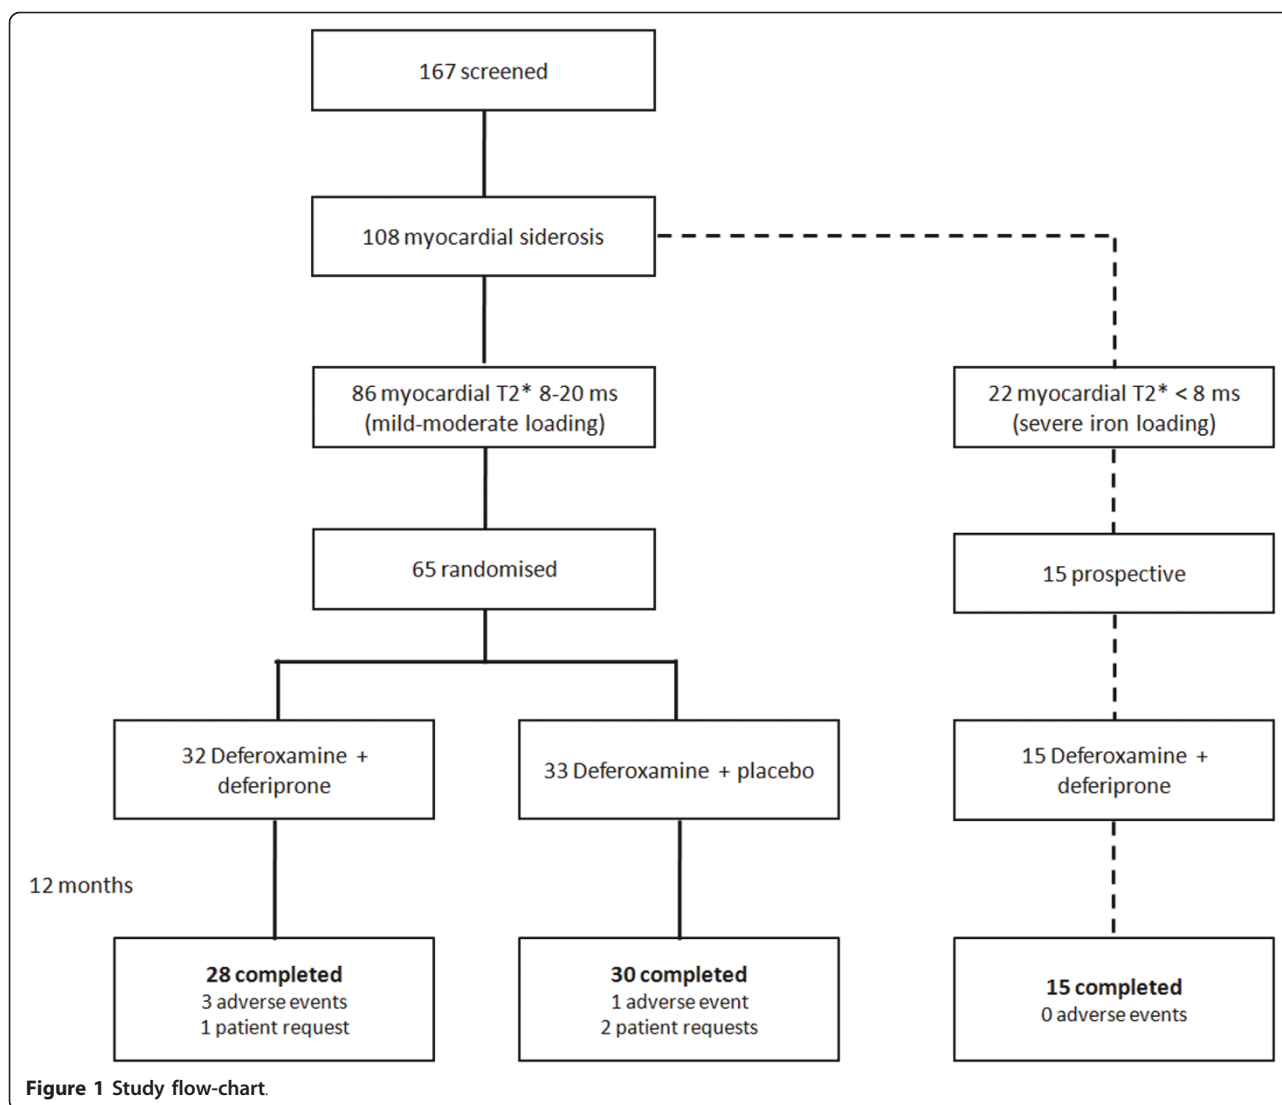 167 screened
108 myocardial siderosis
86 myocardial T2* 8-20 ms
(mild-moderate loading)
22 myocardial T2* < 8 ms
(severe iron loading)
65 randomised
15 prospective
32 Deferoxamine +
deferiprone
33 Deferoxamine + placebo
15 Deferoxamine +
deferiprone
12 months
28 completed
3 adverse events
1 patient request
30 completed
1 adverse event
2 patient requests
15 completed
0 adverse events
Figure 1 Study flow-chart.